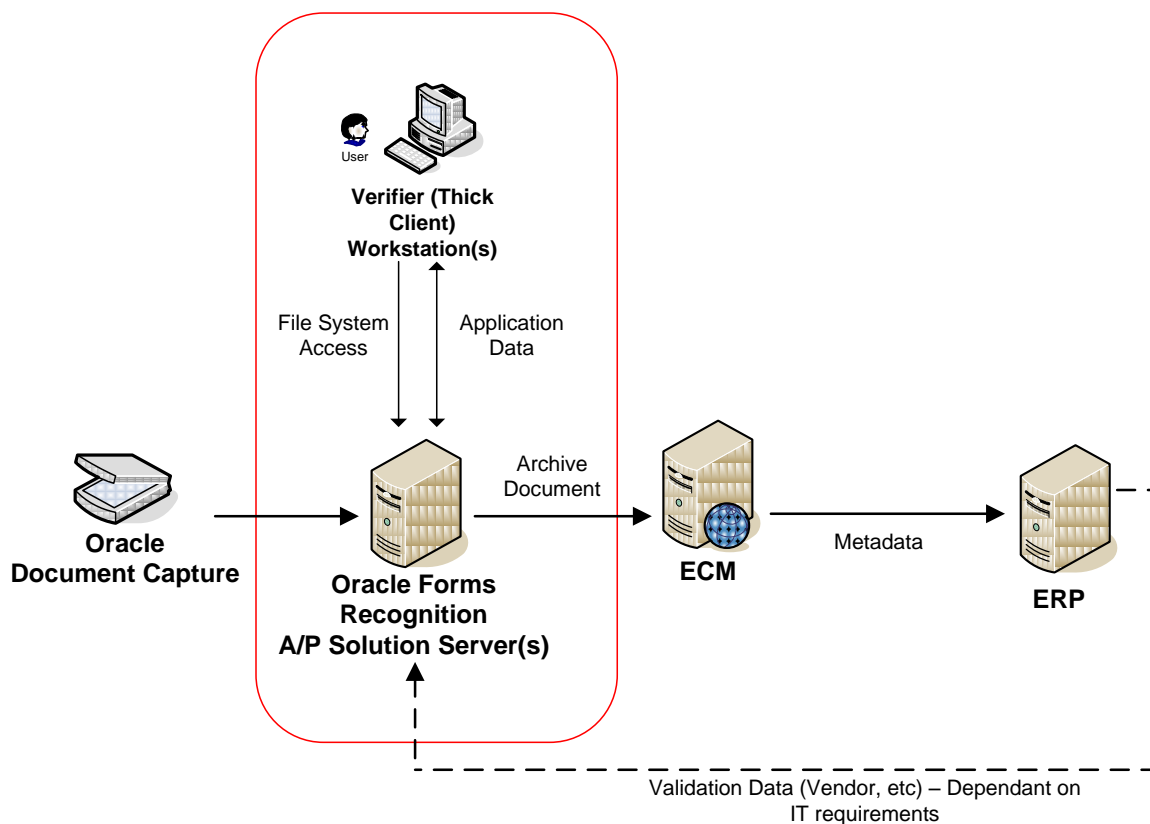 User
Verifier (Thick
Client)
Workstation(s)
File System
Access
Application
Data
Archive
Document
Oracle
Document Capture
Oracle Forms
Recognition
A/P Solution Server(s)
ECM
Metadata
ERP
Validation Data (Vendor, etc) – Dependant on
IT requirements